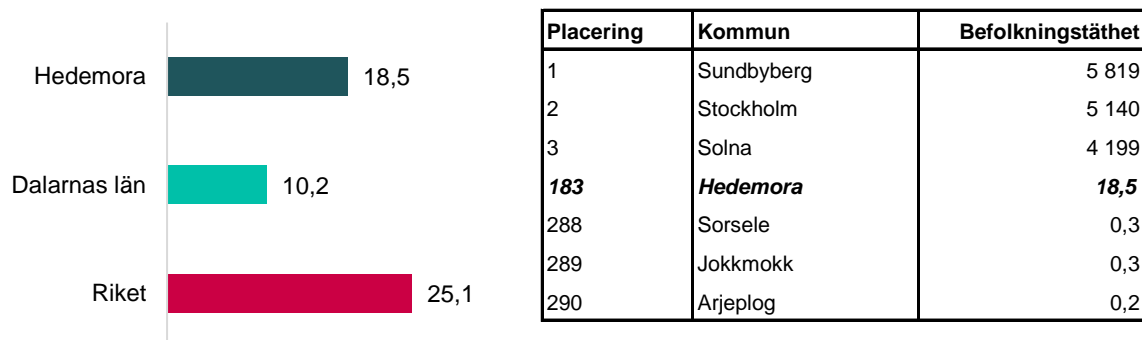 Hedemora 18,5
Dalarnas län 10,2
Riket 25,1
Placering Kommun Befolkningstäthet
1 Sundbyberg 5 819
2 Stockholm 5 140
3 Solna 4 199
183 Hedemora 18,5
288 Sorsele 0,3
289 Jokkmokk 0,3
290 Arjeplog 0,2